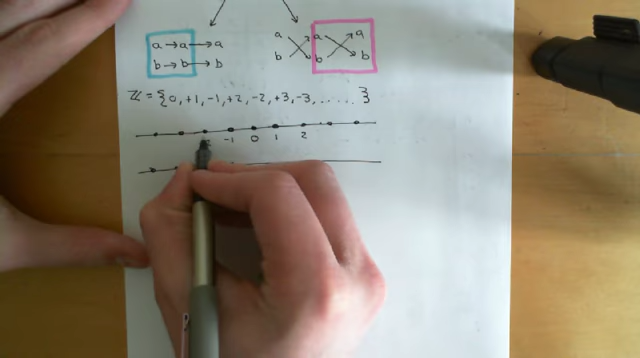 a → a → a a a a
b → b → b b b b
ℤ = {0, +1, -1, +2, -2, +3, -3, ......}
-1 0 1 2